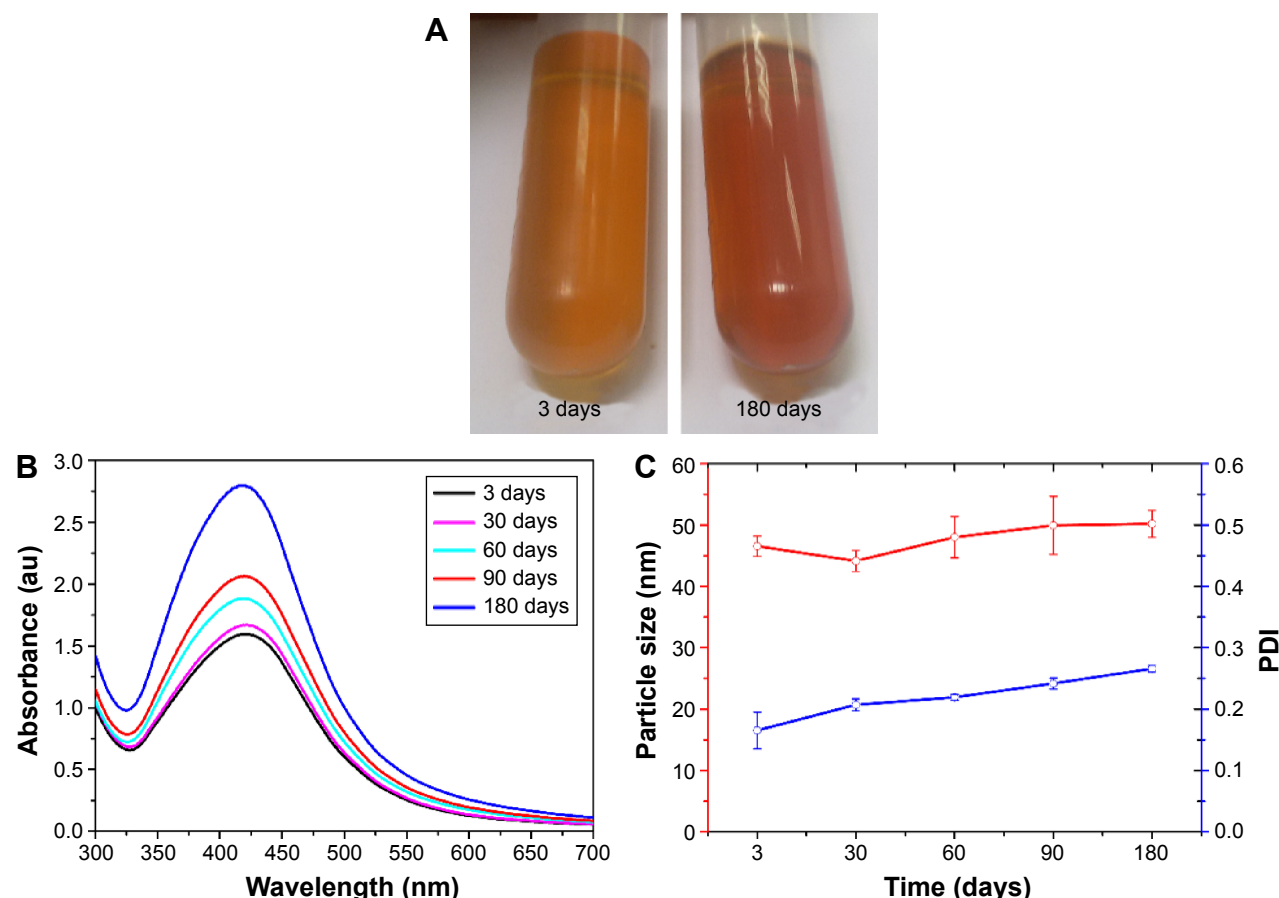 A
3 days
180 days
B
3.0
2.5
2.0
1.5
1.0
0.5
0.0
Absorbance (au)
3 days
30 days
60 days
90 days
180 days
300 350 400 450 500 550 600 650 700
Wavelength (nm)
C
60
50
40
30
20
10
0
Particle size (nm)
0.6
0.5
0.4
0.3
0.2
0.1
0.0
PDI
3 30 60 90 180
Time (days)